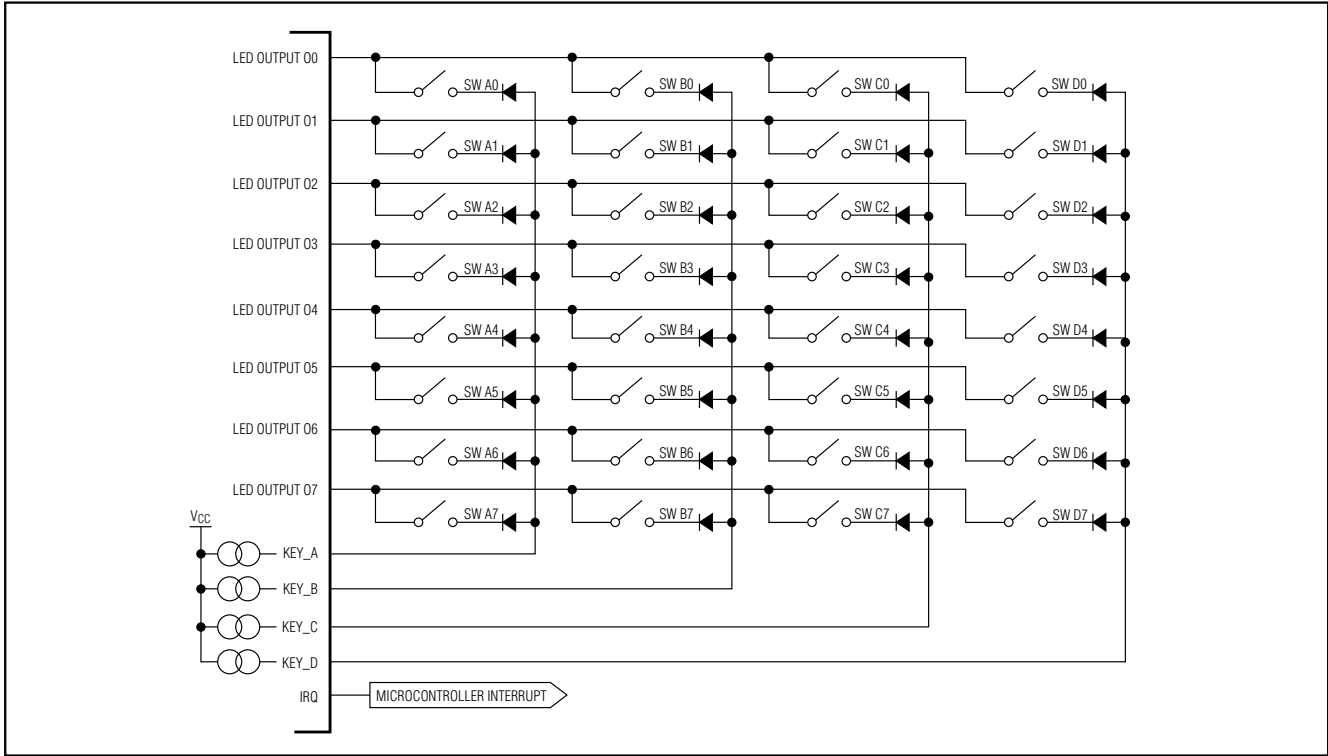 LED OUTPUT O0
SW A0 SW B0 SW C0 SW D0
LED OUTPUT O1
SW A1 SW B1 SW C1 SW D1
LED OUTPUT O2
SW A2 SW B2 SW C2 SW D2
LED OUTPUT O3
SW A3 SW B3 SW C3 SW D3
LED OUTPUT O4
SW A4 SW B4 SW C4 SW D4
LED OUTPUT O5
SW A5 SW B5 SW C5 SW D5
LED OUTPUT O6
SW A6 SW B6 SW C6 SW D6
LED OUTPUT O7
SW A7 SW B7 SW C7 SW D7
VCC
KEY_A
KEY_B
KEY_C
KEY_D
IRQ MICROCONTROLLER INTERRUPT